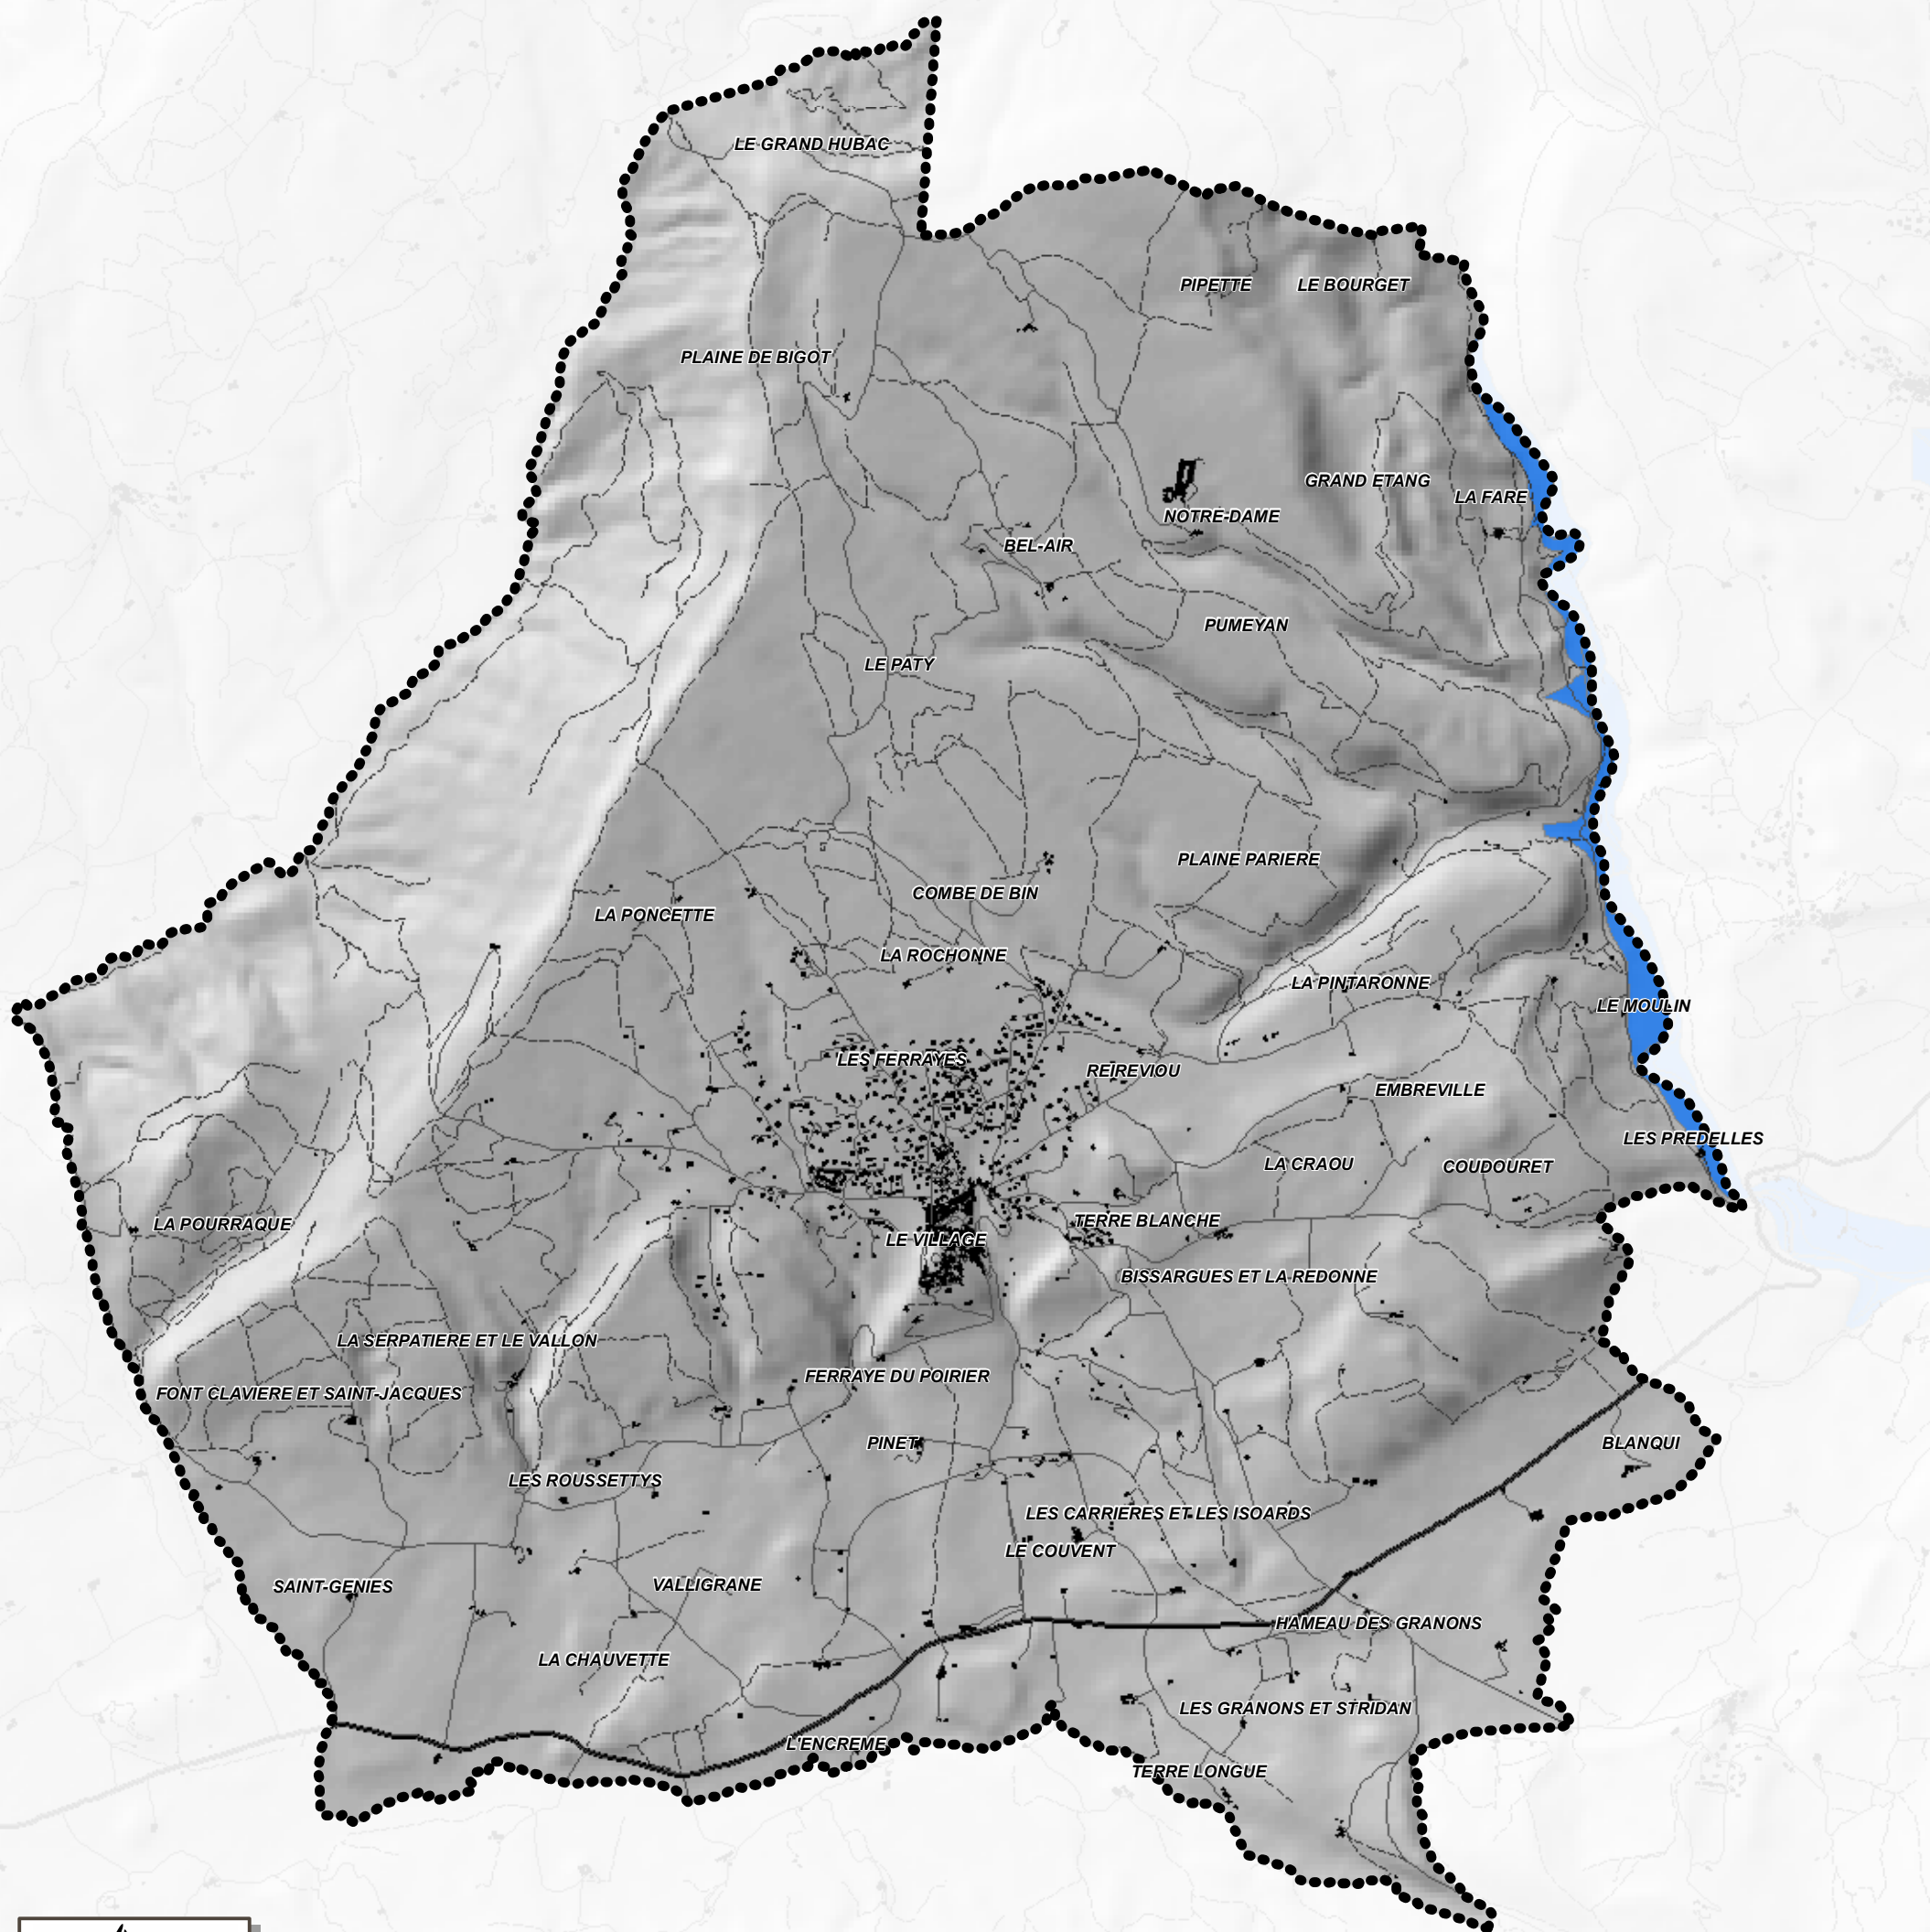 LE GRAND HUBAC
PIPETTE
LE BOURGET
PLAINE DE BIGOT
GRAND ETANG
LA FARE
NOTRE-DAME
BEL-AIR
PUMEYAN
LE PATY
PLAINE PARIERE
COMBE DE BIN
LA PONCETTE
LA ROCHONNE
LA PINTARONNE
LE MOULIN
LES FERRAYES
REIREVIOU
EMBREVILLE
LES PREDELLES
LA CRAOU
COUDOURET
TERRE BLANCHE
LA POURRAQUE
LE VILLAGE
BISSARGUES ET LA REDONNE
LA SERPATIERE ET LE VALLON
FERRAYE DU POIRIER
FONT CLAVIERE ET SAINT-JACQUES
PINET
BLANQUI
LES ROUSSETTYS
LES CARRIERES ET LES ISOARDS
LE COUVENT
VALLIGRANE
SAINT-GENIES
HAMEAU DES GRANONS
LA CHAUVETTE
LES GRANONS ET STRIDAN
L'ENCREME
TERRE LONGUE